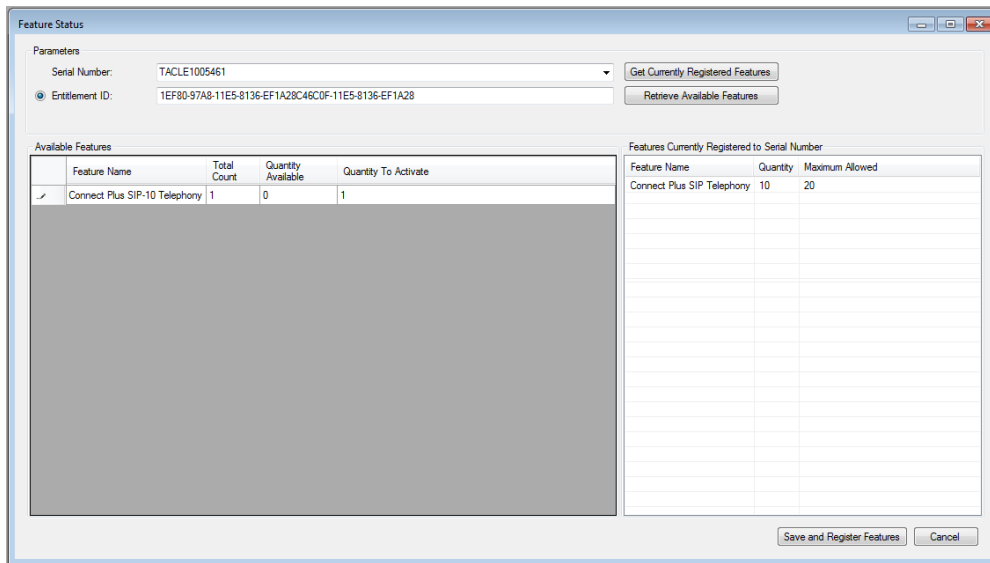 Feature Status
Parameters
Serial Number: TACLE1005461 Get Currently Registered Features
Entitlement ID: 1EF80-97A8-11E5-8136-EF1A28C46C0F-11E5-8136-EF1A28 Retrieve Available Features
Available Features
Feature Name Total Count Quantity Available Quantity To Activate
Connect Plus SIP-10 Telephony 1 0 1
Features Currently Registered to Serial Number
Feature Name Quantity Maximum Allowed
Connect Plus SIP Telephony 10 20
Save and Register Features Cancel